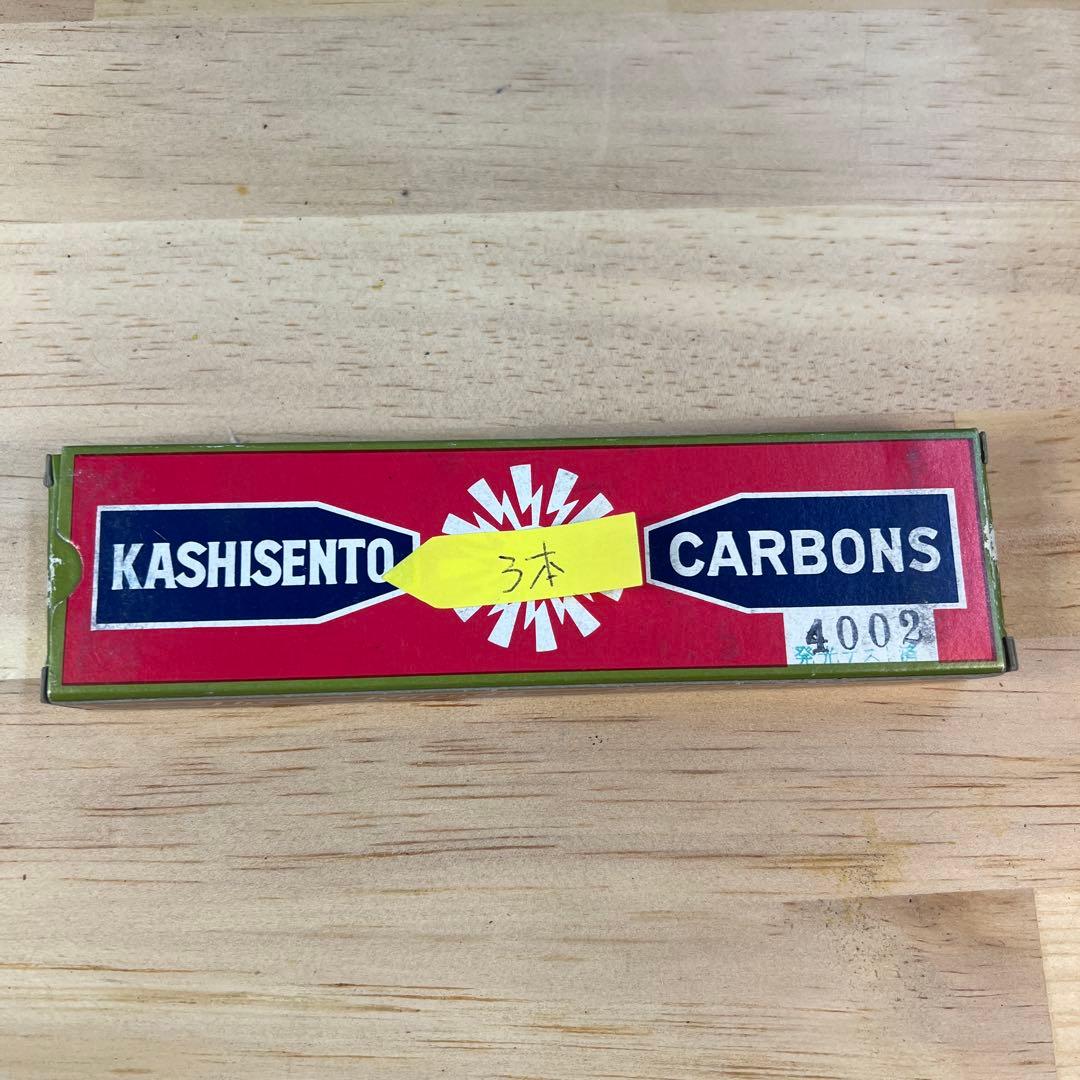 KASHISENTO
3本
CARBONS
4002